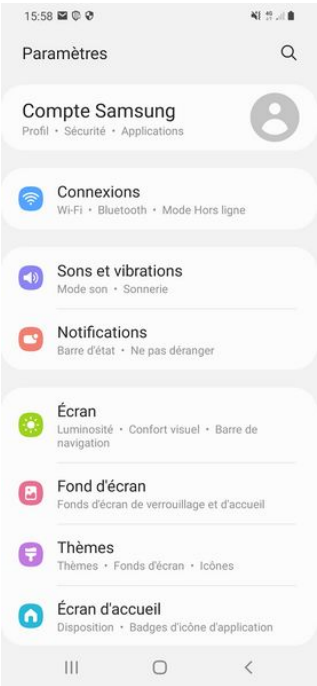 15:58
Paramètres
Compte Samsung
Profil • Sécurité • Applications
Connexions
Wi-Fi • Bluetooth • Mode Hors ligne
Sons et vibrations
Mode son • Sonnerie
Notifications
Barre d'état • Ne pas déranger
Écran
Luminosité • Confort visuel • Barre de
navigation
Fond d'écran
Fonds d'écran de verrouillage et d'accueil
Thèmes
Thèmes • Fonds d'écran • Icônes
Écran d'accueil
Disposition • Badges d'icône d'application